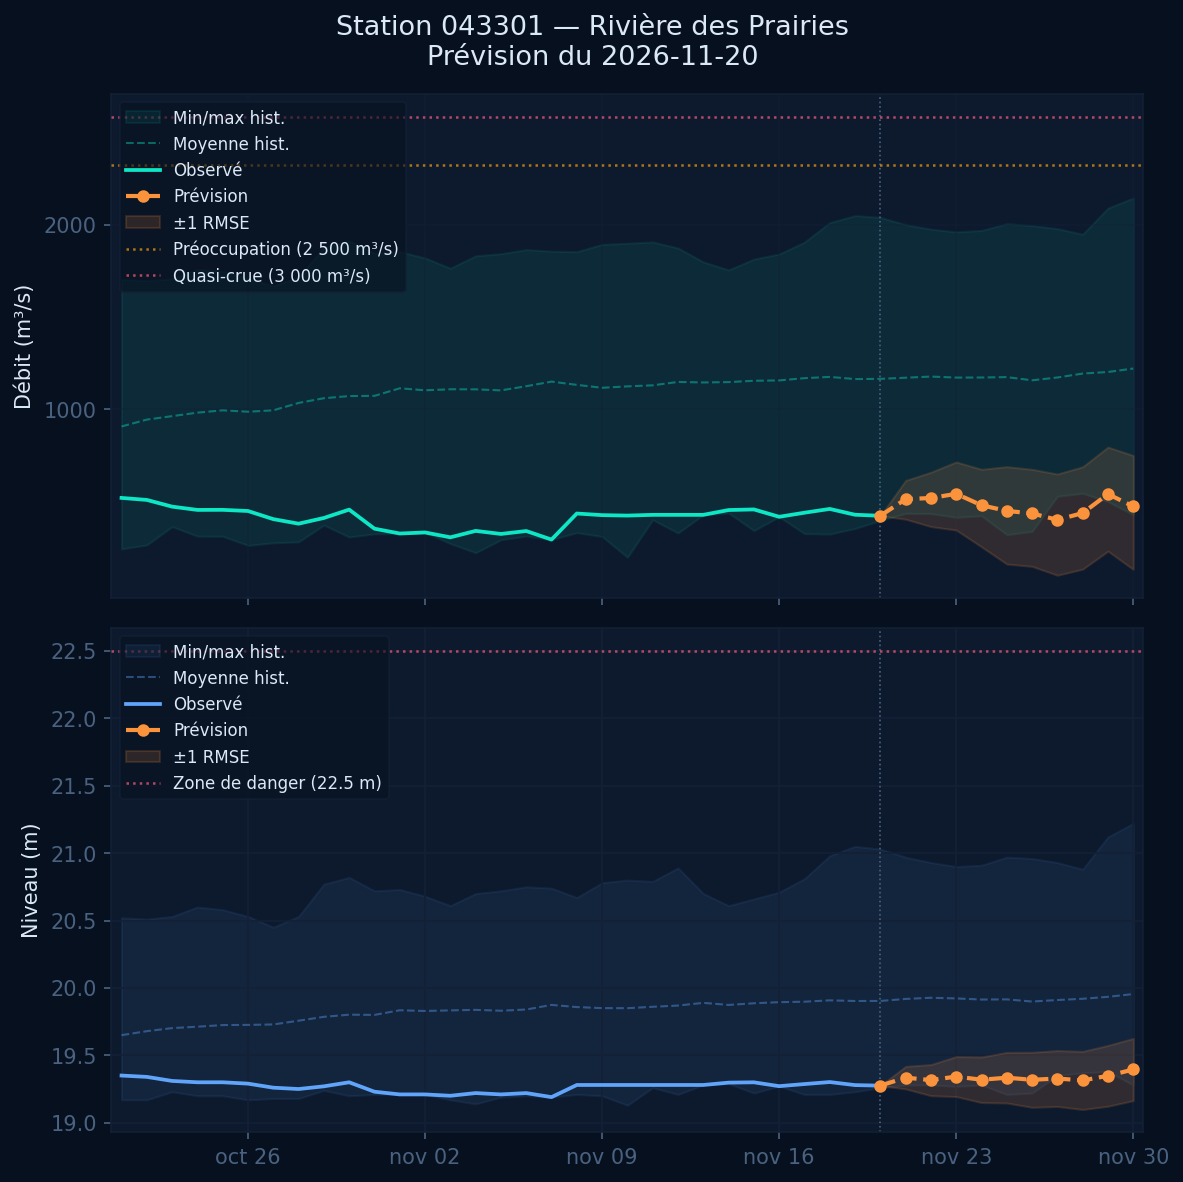 Station 043301 — Rivière des Prairies
Prévision du 2026-11-20
Min/max hist.
Moyenne hist.
Observé
Prévision
±1 RMSE
Préoccupation (2 500 m³/s)
Quasi-crue (3 000 m³/s)
Débit (m³/s)
2000
1000
Min/max hist.
Moyenne hist.
Observé
Prévision
±1 RMSE
Zone de danger (22.5 m)
Niveau (m)
22.5
22.0
21.5
21.0
20.5
20.0
19.5
19.0
oct 26
nov 02
nov 09
nov 16
nov 23
nov 30